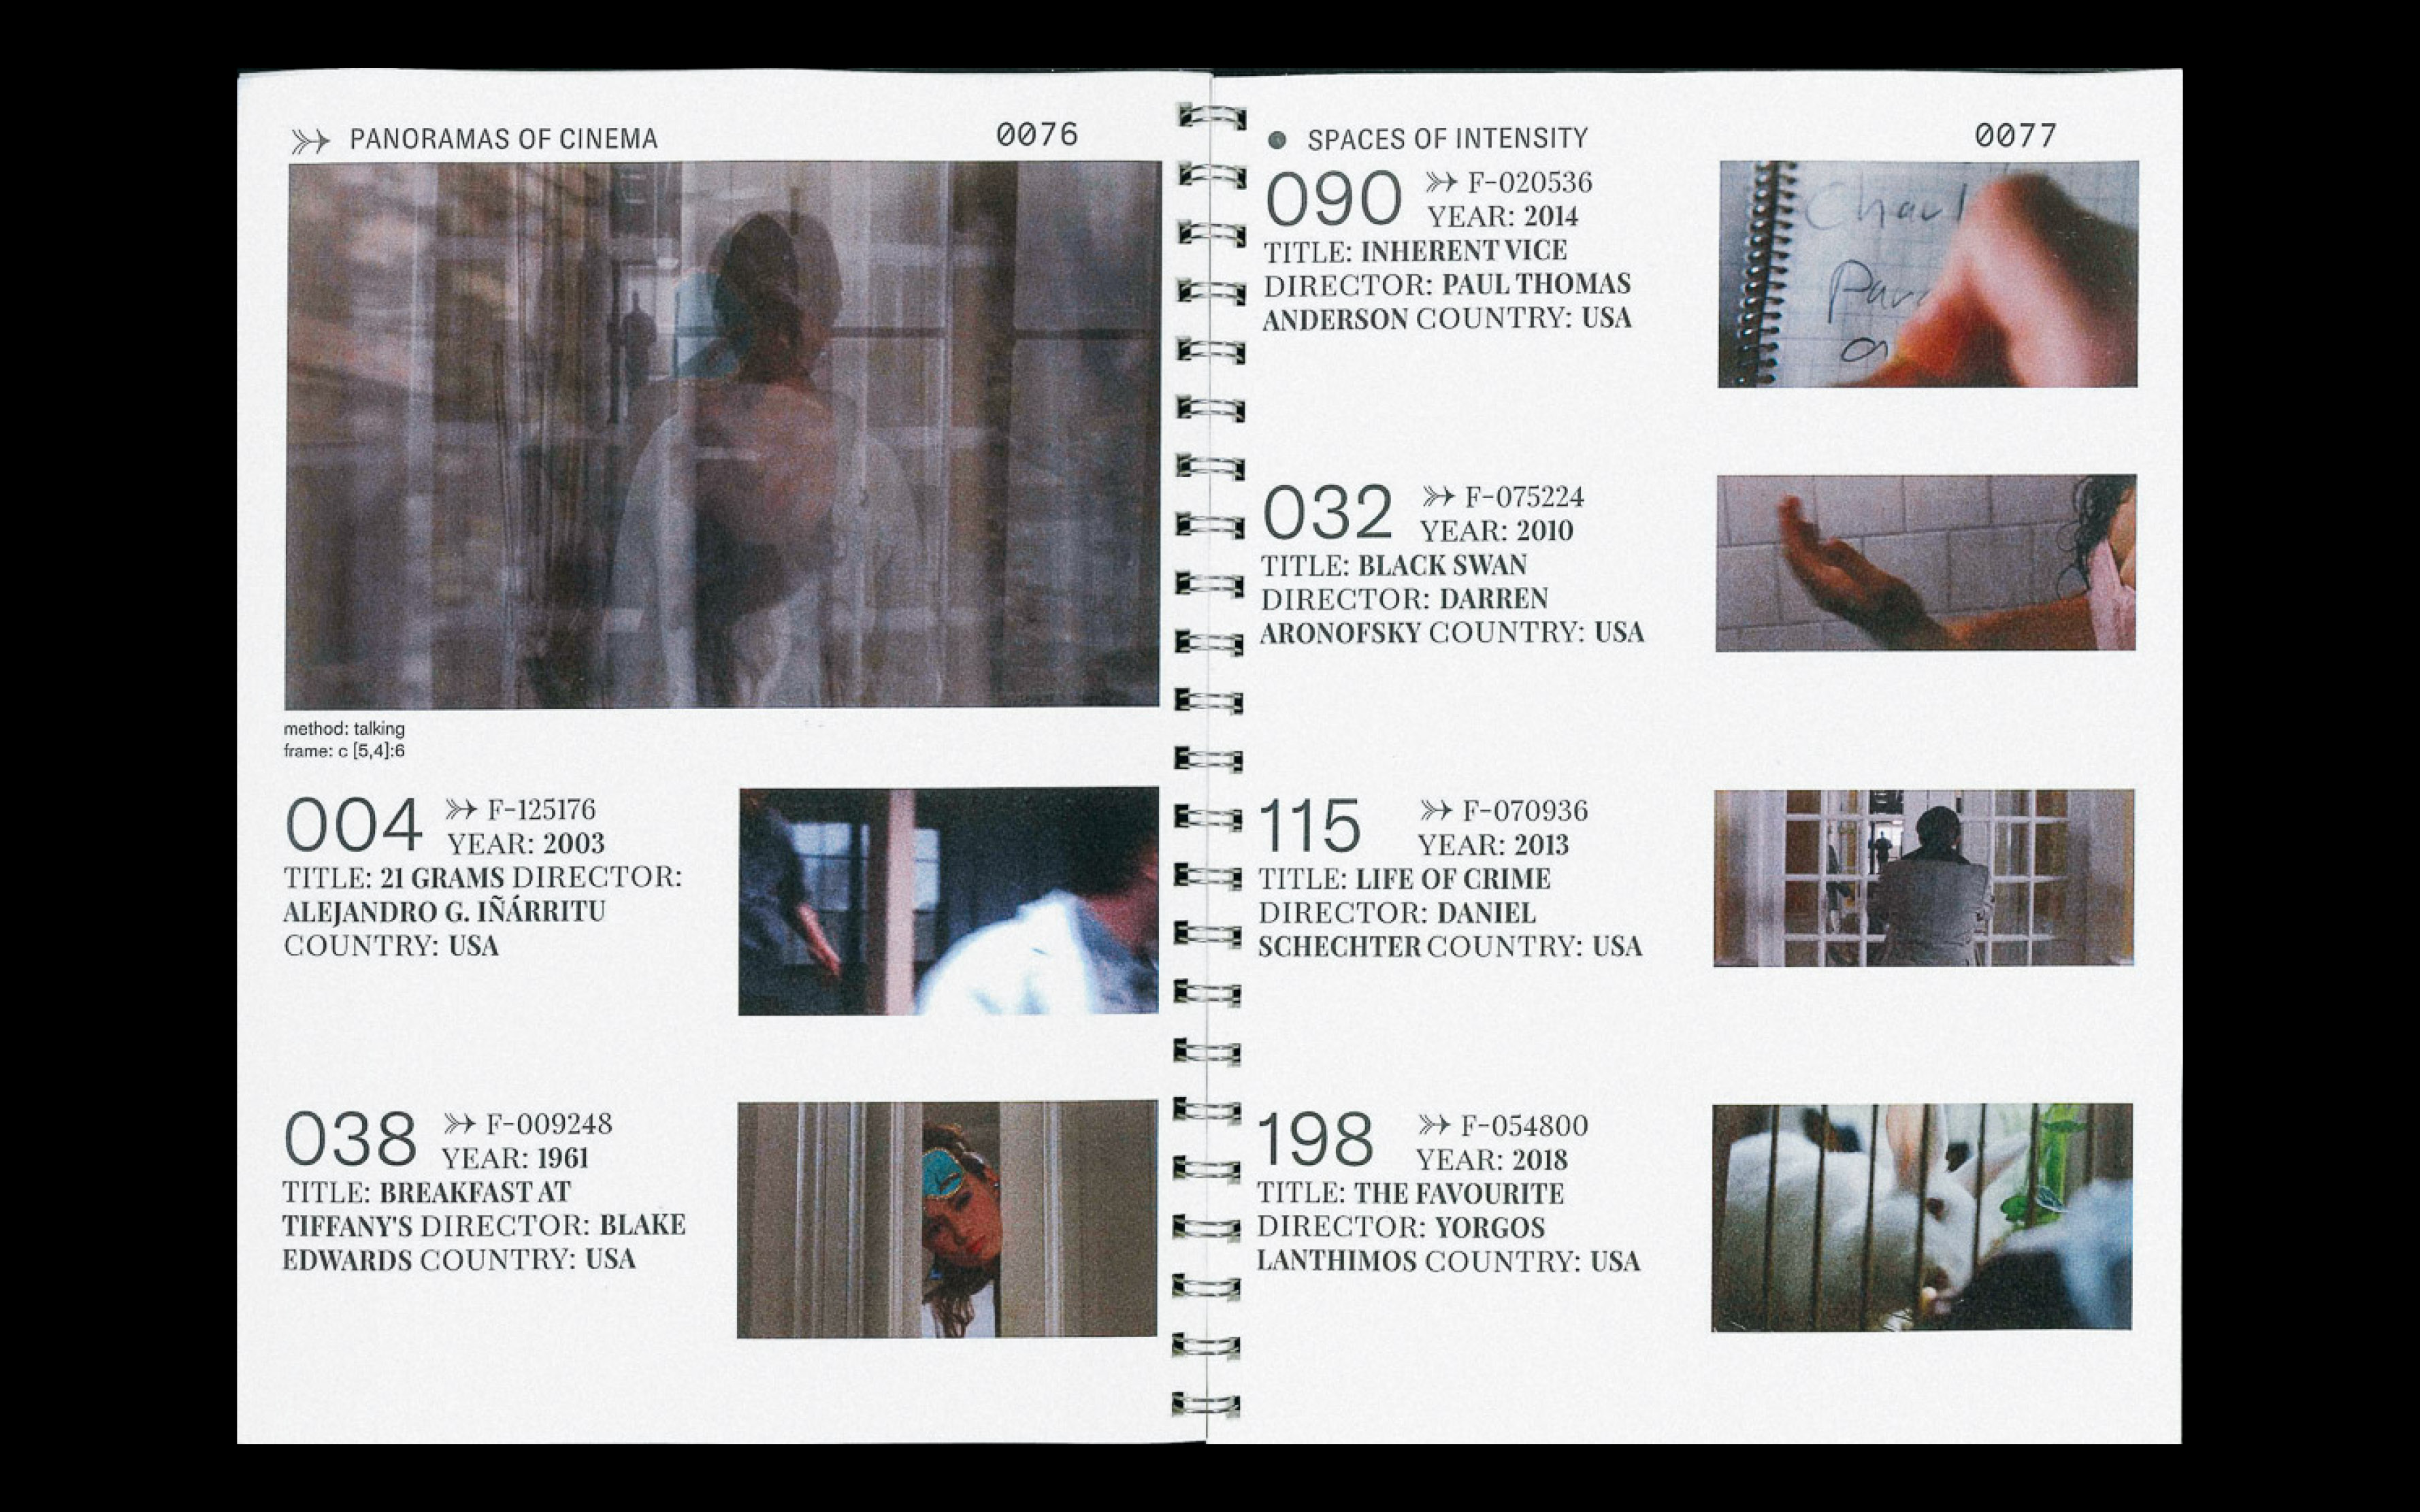 PANORAMAS OF CINEMA
0076
method: talking
frame: c [5,4]:6
004
F-125176
YEAR: 2003
TITLE: 21 GRAMS DIRECTOR:
ALEJANDRO G. IÑÁRRITU
COUNTRY: USA
038
F-009248
YEAR: 1961
TITLE: BREAKFAST AT
TIFFANY'S DIRECTOR: BLAKE
EDWARDS COUNTRY: USA
SPACES OF INTENSITY
0077
090
F-020536
YEAR: 2014
TITLE: INHERENT VICE
DIRECTOR: PAUL THOMAS
ANDERSON COUNTRY: USA
032
F-075224
YEAR: 2010
TITLE: BLACK SWAN
DIRECTOR: DARREN
ARONOFSKY COUNTRY: USA
115
F-070936
YEAR: 2013
TITLE: LIFE OF CRIME
DIRECTOR: DANIEL
SCHECHTER COUNTRY: USA
198
F-054800
YEAR: 2018
TITLE: THE FAVOURITE
DIRECTOR: YORGOS
LANTHIMOS COUNTRY: USA